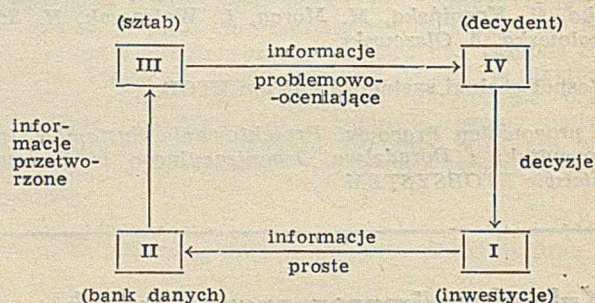 (sztab)
(decydent)
III
informacje
problemowo-
-oceniające
IV
infor-
macje
przetwo-
rzone
decyzje
II
informacje
proste
I
(bank danych)
(inwestycje)